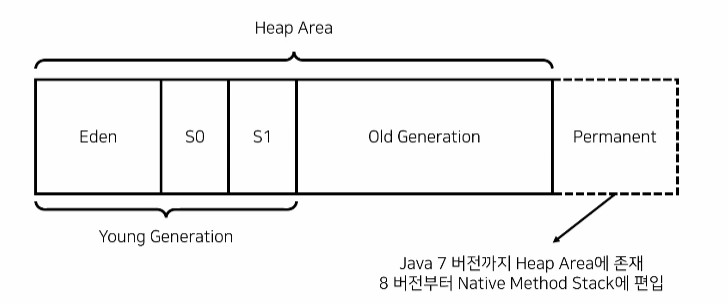 Heap Area
Eden
S0
S1
Old Generation
Permanent
Young Generation
Java 7 버전까지 Heap Area에 존재
8 버전부터 Native Method Stack에 편입